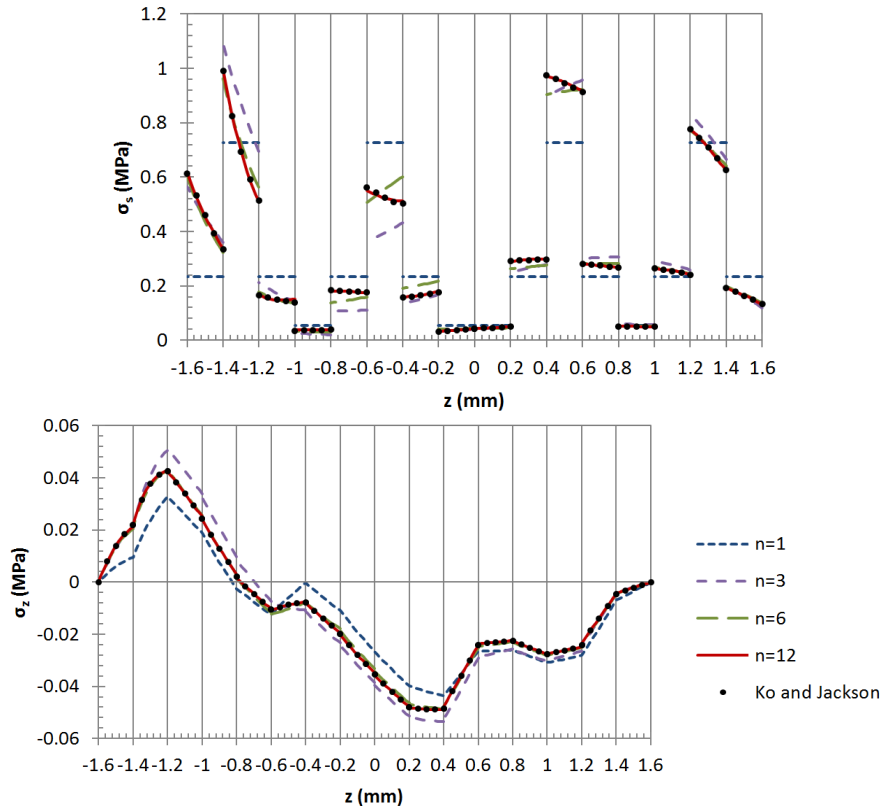 1.2
1
0.8
0.6
0.4
0.2
0
σs (MPa)
-1.6 -1.4 -1.2 -1 -0.8 -0.6 -0.4 -0.2 0 0.2 0.4 0.6 0.8 1 1.2 1.4 1.6
z (mm)
0.06
0.04
0.02
0
-0.02
-0.04
-0.06
σz (MPa)
-1.6 -1.4 -1.2 -1 -0.8 -0.6 -0.4 -0.2 0 0.2 0.4 0.6 0.8 1 1.2 1.4 1.6
z (mm)
n=1
n=3
n=6
n=12
Ko and Jackson